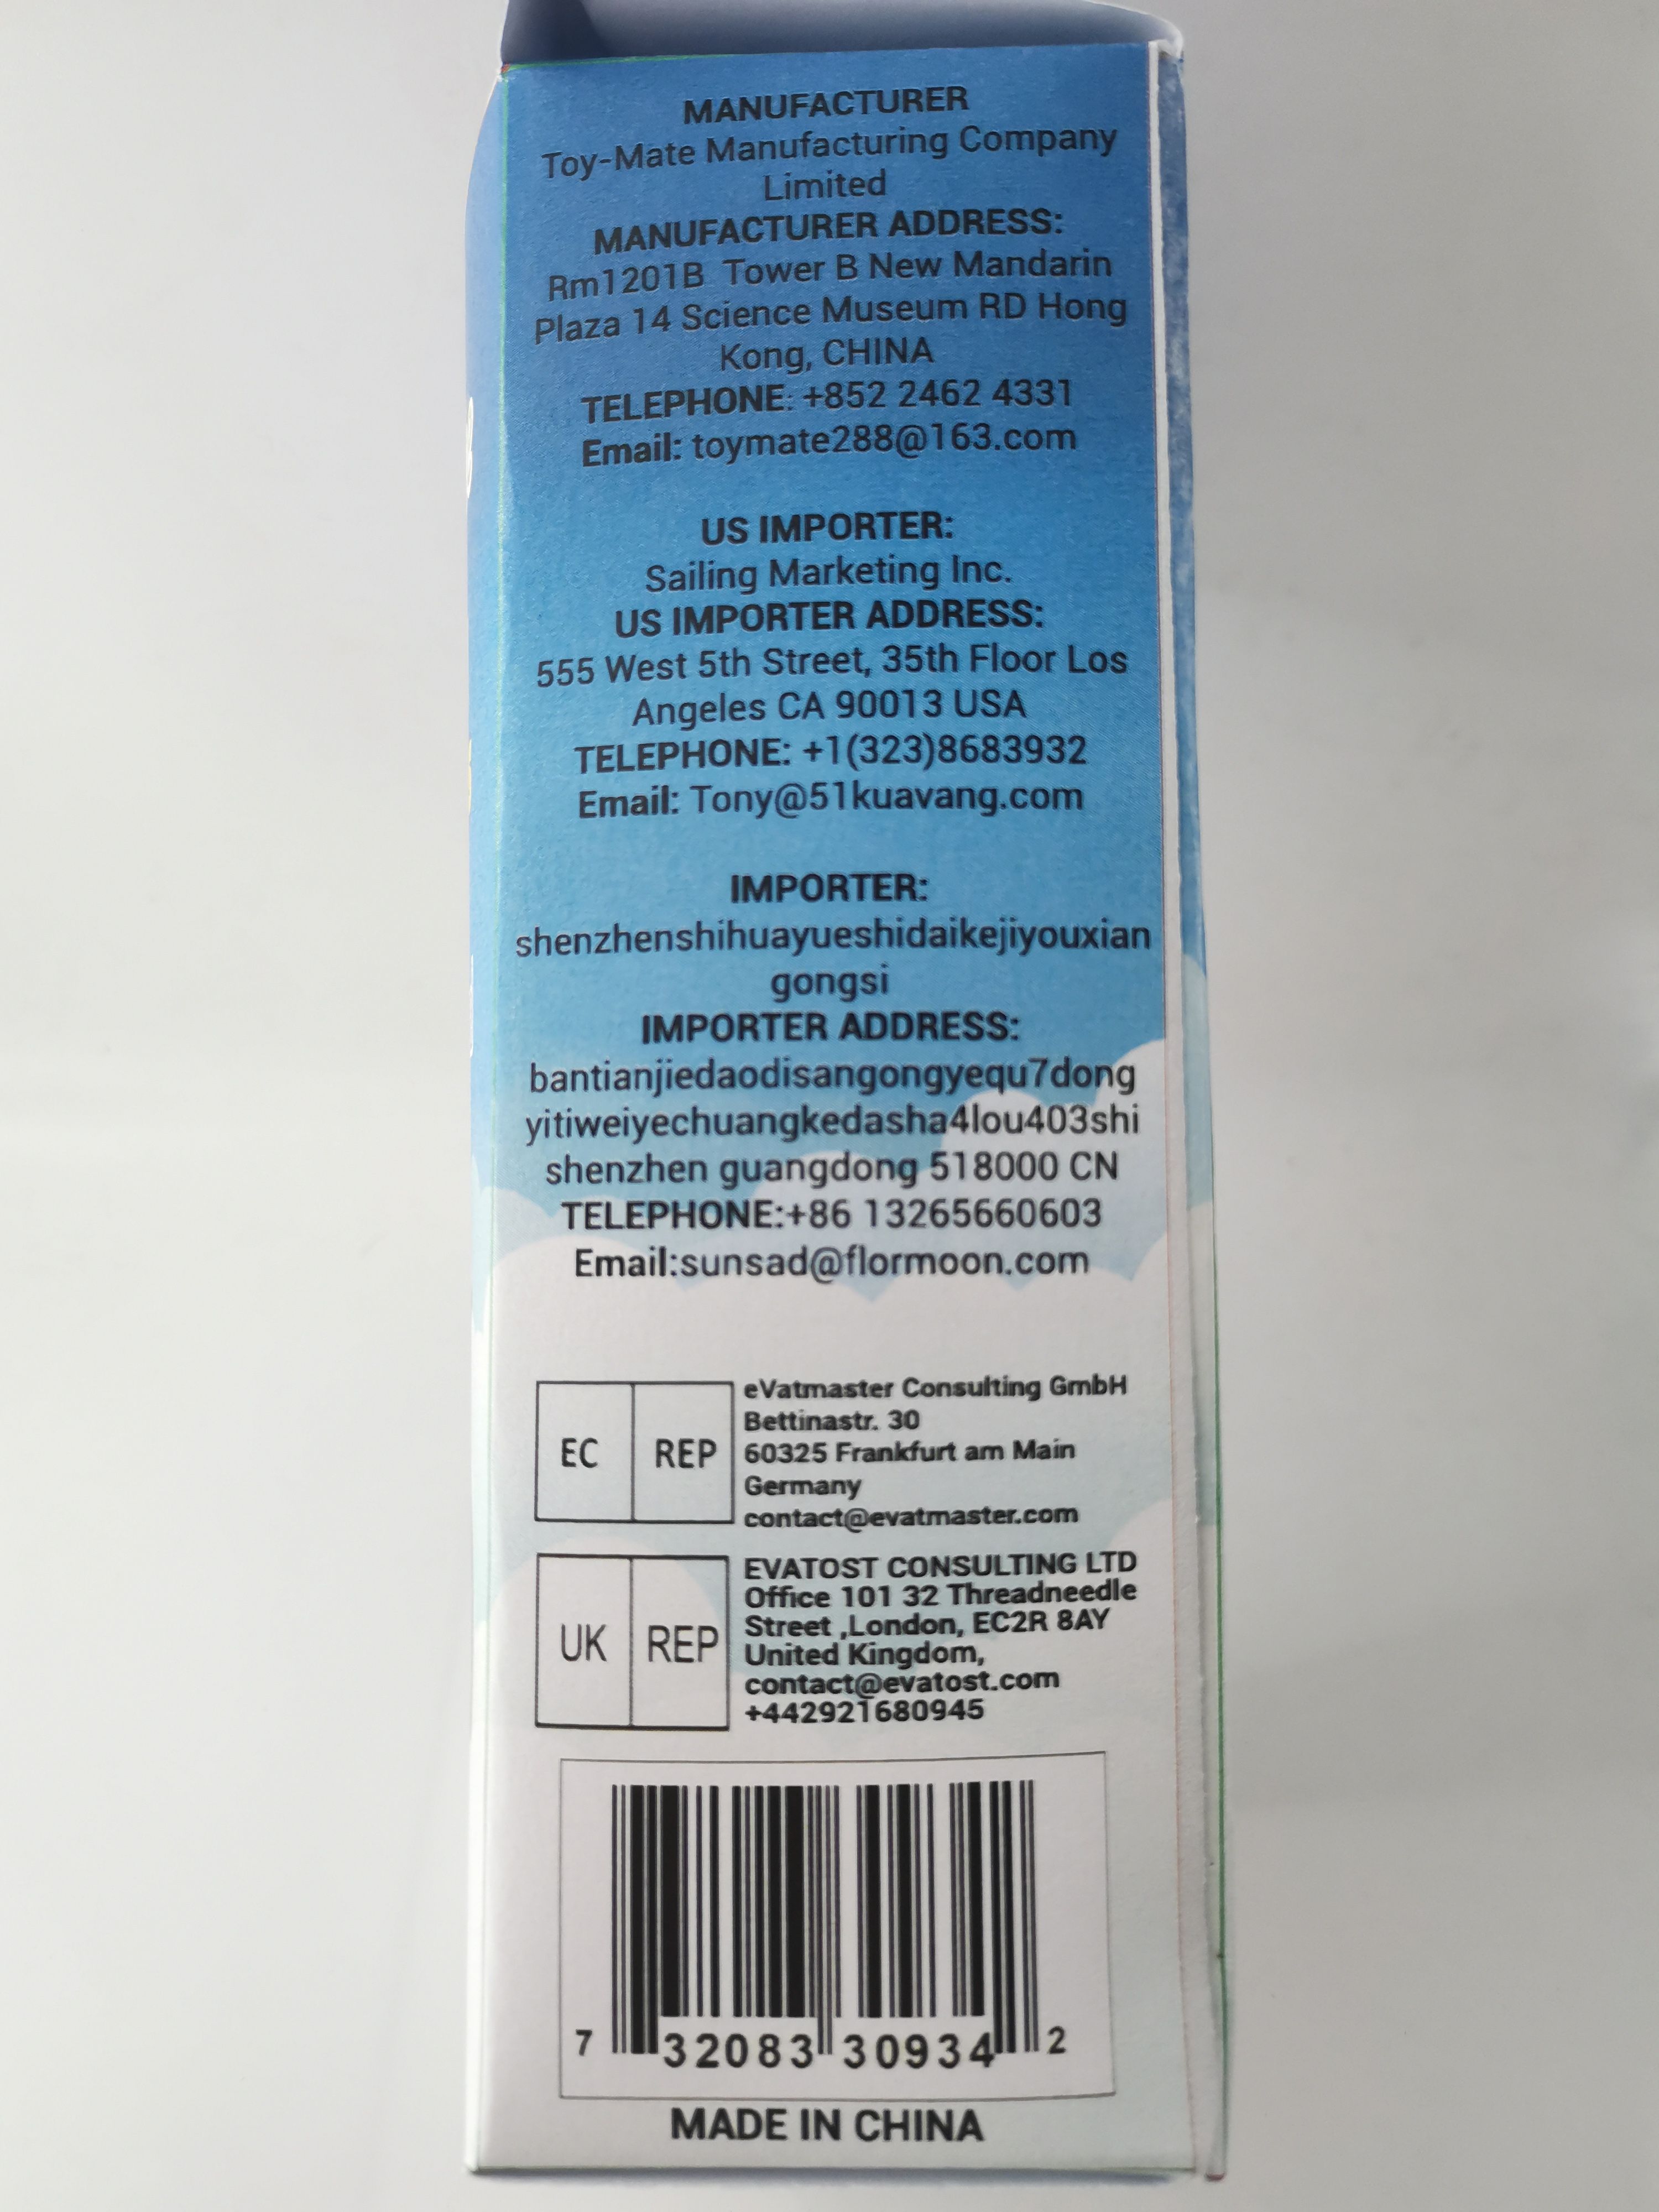 MANUFACTURER
Toy-Mate Manufacturing Company
Limited
MANUFACTURER ADDRESS:
Rm1201B Tower B New Mandarin
Plaza 14 Science Museum RD Hong
Kong, CHINA
TELEPHONE: +852 2462 4331
Email: toymate288@163.com
US IMPORTER:
Sailing Marketing Inc.
US IMPORTER ADDRESS:
555 West 5th Street, 35th Floor Los
Angeles CA 90013 USA
TELEPHONE: +1(323)8683932
Email: Tony@51kuavang.com
IMPORTER:
shenzhenshihuayueshidaikejiyouxian
gongsi
IMPORTER ADDRESS:
bantianjiedaodisangongyequ7dong
yitiweiyechuangkedasha4lou403shi
shenzhen guangdong 518000 CN
TELEPHONE:+86 13265660603
Email:sunsad@flormoon.com
EC REP
eVatmaster Consulting GmbH
Bettinastr. 30
60325 Frankfurt am Main
Germany
contact@evatmaster.com
UK REP
EVATOST CONSULTING LTD
Office 101 32 Threadneedle
Street ,London, EC2R 8AY
United Kingdom,
contact@evatost.com
+442921680945
7 32083 30934 2
MADE IN CHINA